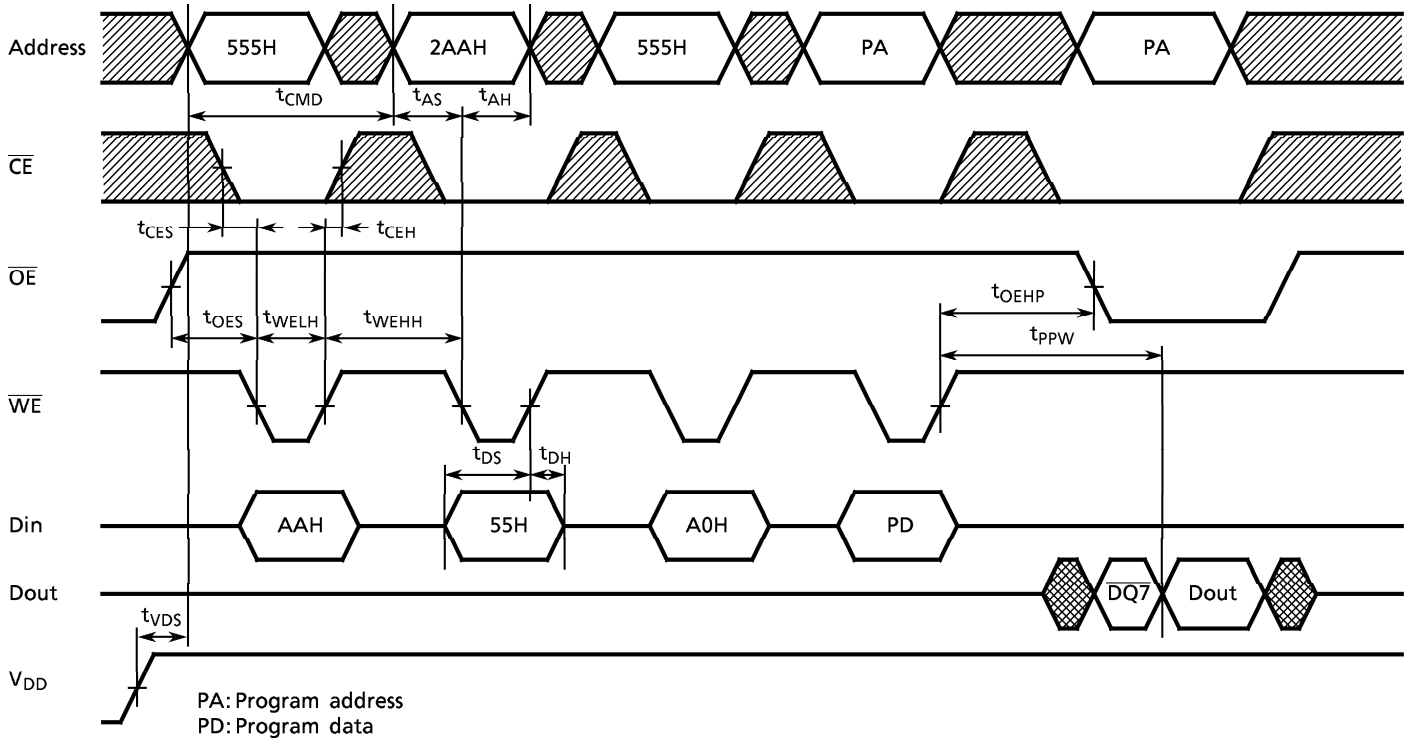 Address 555H 2AAH 555H PA PA
tCMD tAS tAH
CE
tCES tCEH
OE
tOEHP
tOES tWELH tWEHH
tPPW
WE
tDS tDH
Din AAH 55H A0H PD
Dout DQ7 Dout
tVDS
VDD
PA: Program address
PD: Program data